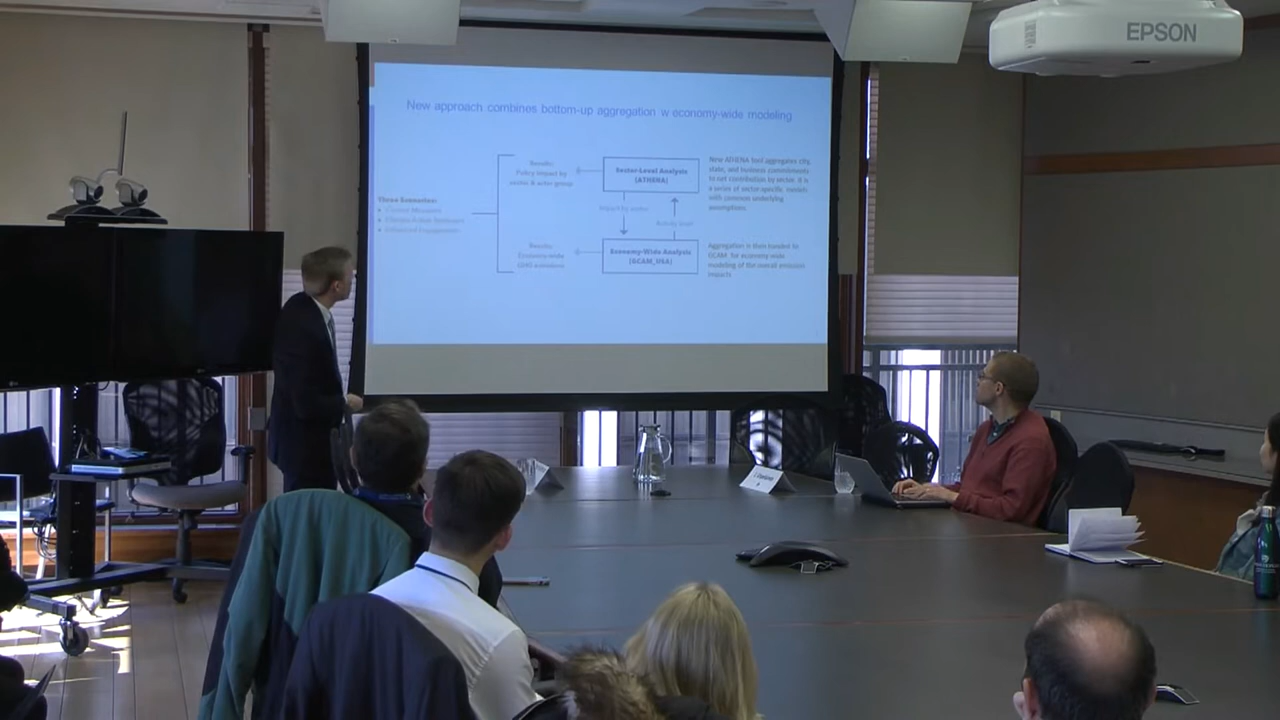 EPSON
New approach combines bottom-up aggregation w economy-wide modeling
Three Scenarios:
Results:
Policy impact by
sector & actor group
Sector-Level Analysis
(ATHENA)
New ATHENA tool aggregates city,
state, and business commitments
to net contribution by sector. It is
a series of sector-specific models
with common underlying
assumptions.
Results:
Economy-wide
GHG emissions
Economy-Wide Analysis
(GCAM_USA)
Aggregation is then handed to
GCAM for economy wide
modeling of the overall emission
impacts